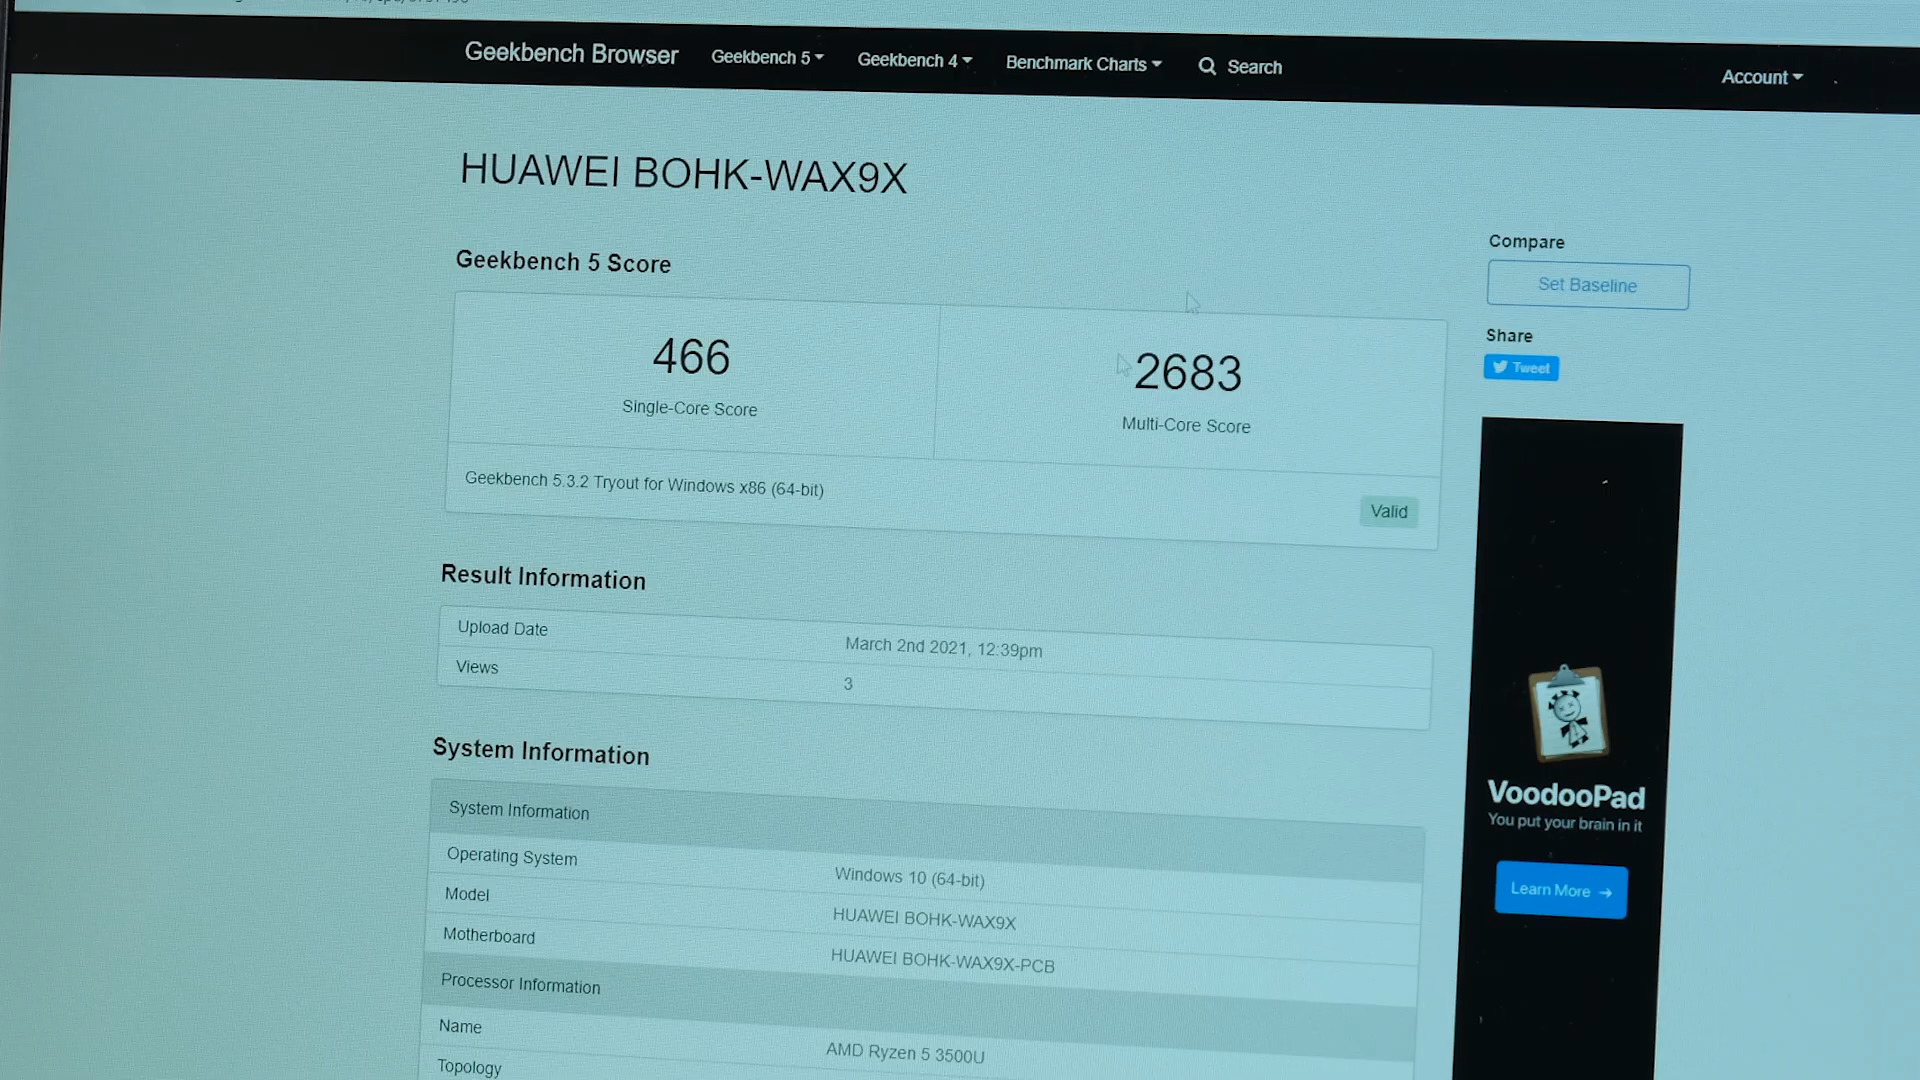 Geekbench Browser Geekbench 5 Geekbench 4 Benchmark Charts Search Account
HUAWEI BOHK-WAX9X
Geekbench 5 Score
466
Single-Core Score
2683
Multi-Core Score
Geekbench 5.3.2 Tryout for Windows x86 (64-bit)
Valid
Compare
Set Baseline
Share
Tweet
Result Information
Upload Date March 2nd 2021, 12:39pm
Views 3
System Information
System Information
Operating System Windows 10 (64-bit)
Model HUAWEI BOHK-WAX9X
Motherboard HUAWEI BOHK-WAX9X-PCB
Processor Information
Name AMD Ryzen 5 3500U
Topology
VoodooPad
You put your brain in it
Learn More →